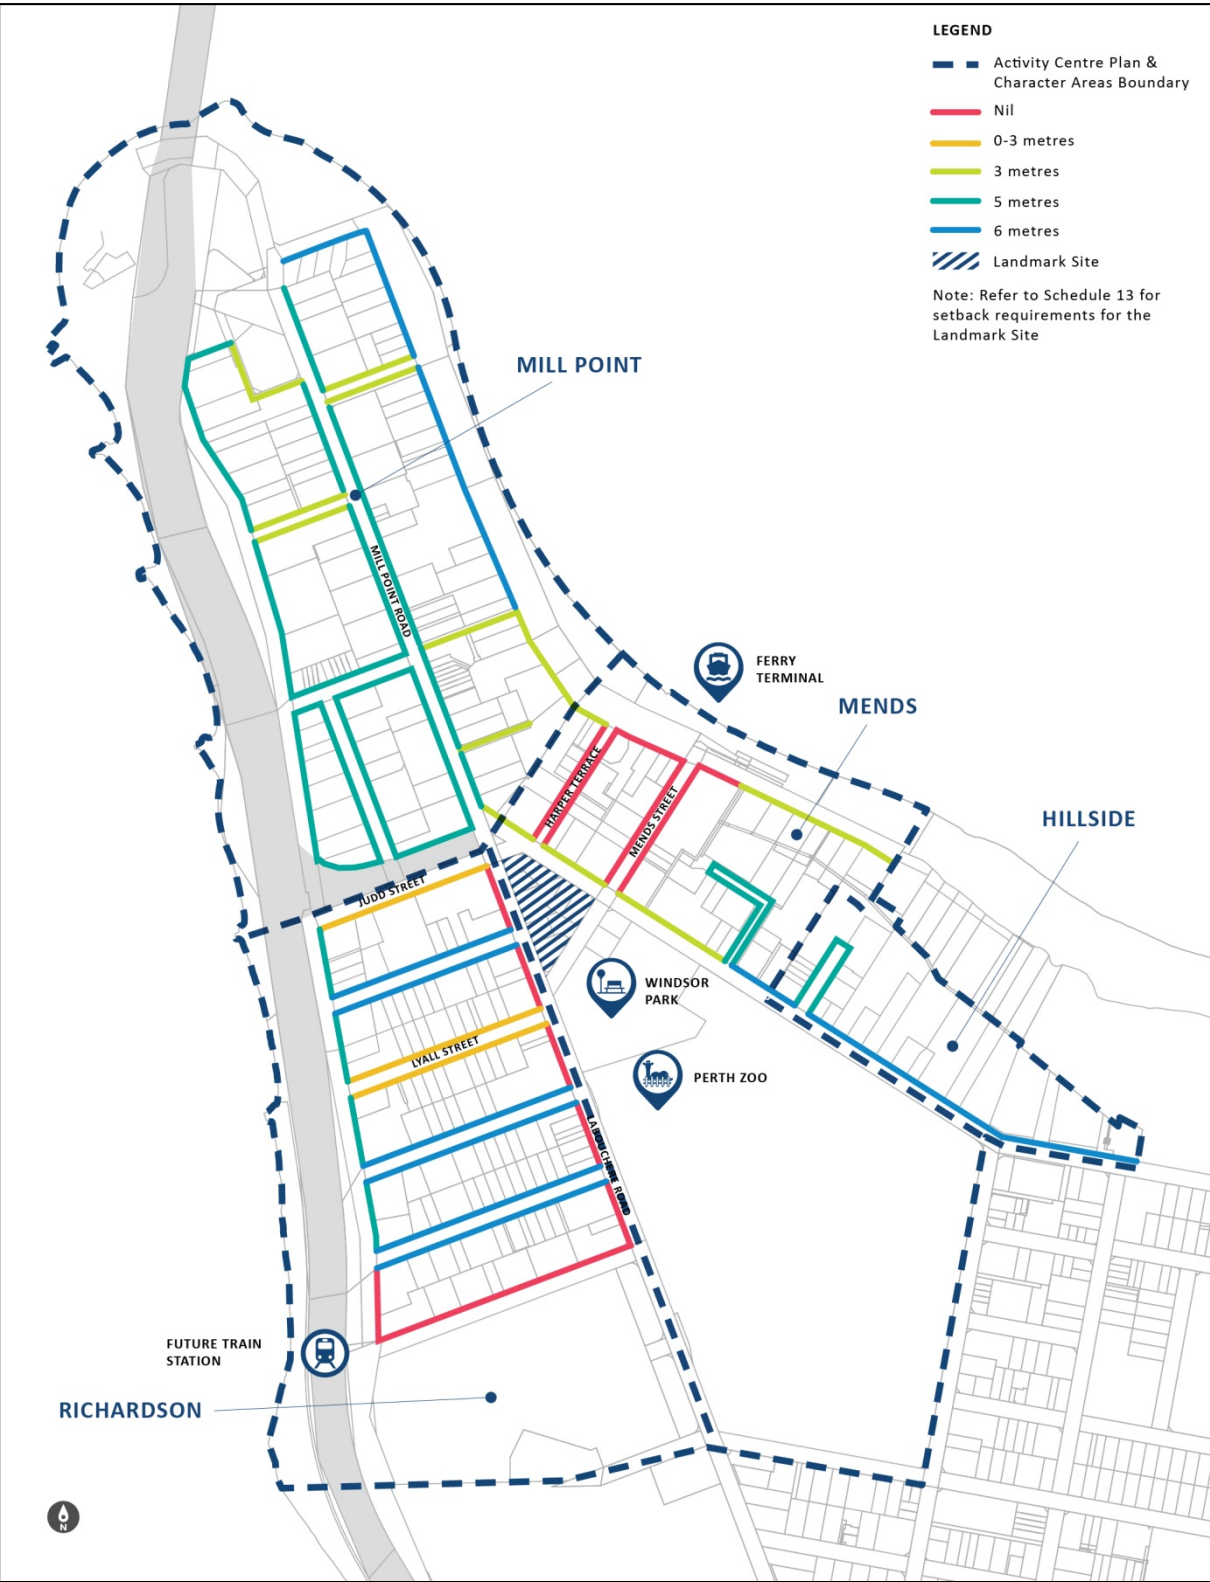 LEGEND
Activity Centre Plan &
Character Areas Boundary
Nil
0-3 metres
3 metres
5 metres
6 metres
Landmark Site
Note: Refer to Schedule 13 for
setback requirements for the
Landmark Site
MILL POINT
MILL POINT ROAD
FERRY
TERMINAL
MENDS
HARPER TERRACE
MENDS STREET
HILLSIDE
JUDD STREET
WINDSOR
PARK
LYALL STREET
PERTH ZOO
LABOUCHERE ROAD
FUTURE TRAIN
STATION
RICHARDSON
N